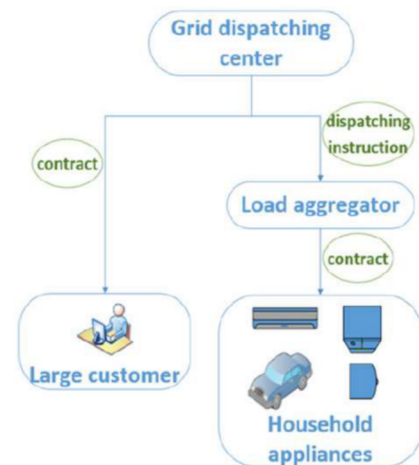 Grid dispatching
center
contract
dispatching
instruction
Load aggregator
contract
Large customer
Household
appliances